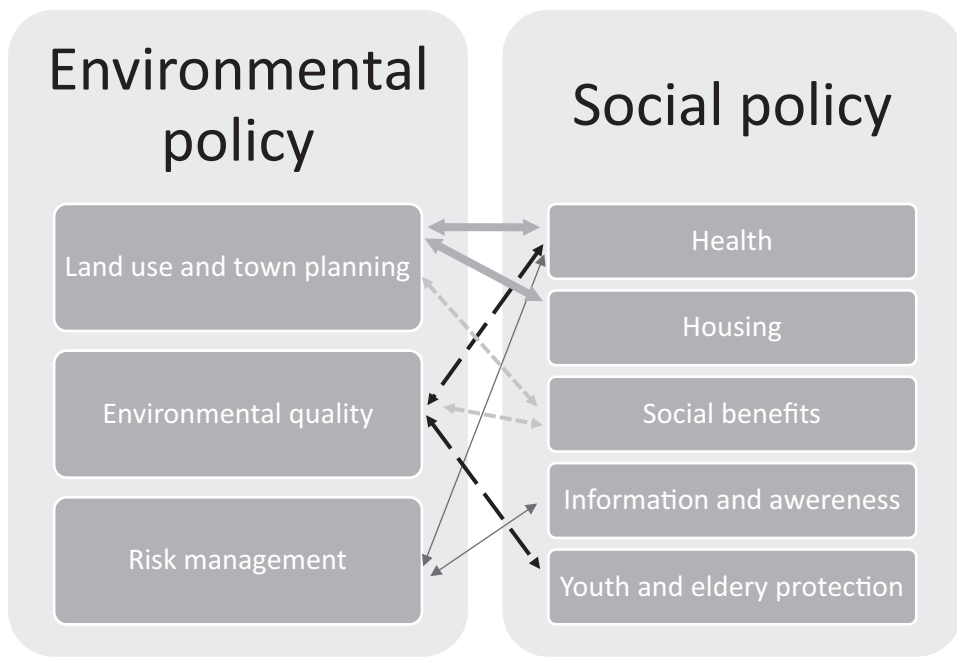 Environmental
policy
Land use and town planning
Environmental quality
Risk management
Social policy
Health
Housing
Social benefits
Information and awereness
Youth and eldery protection